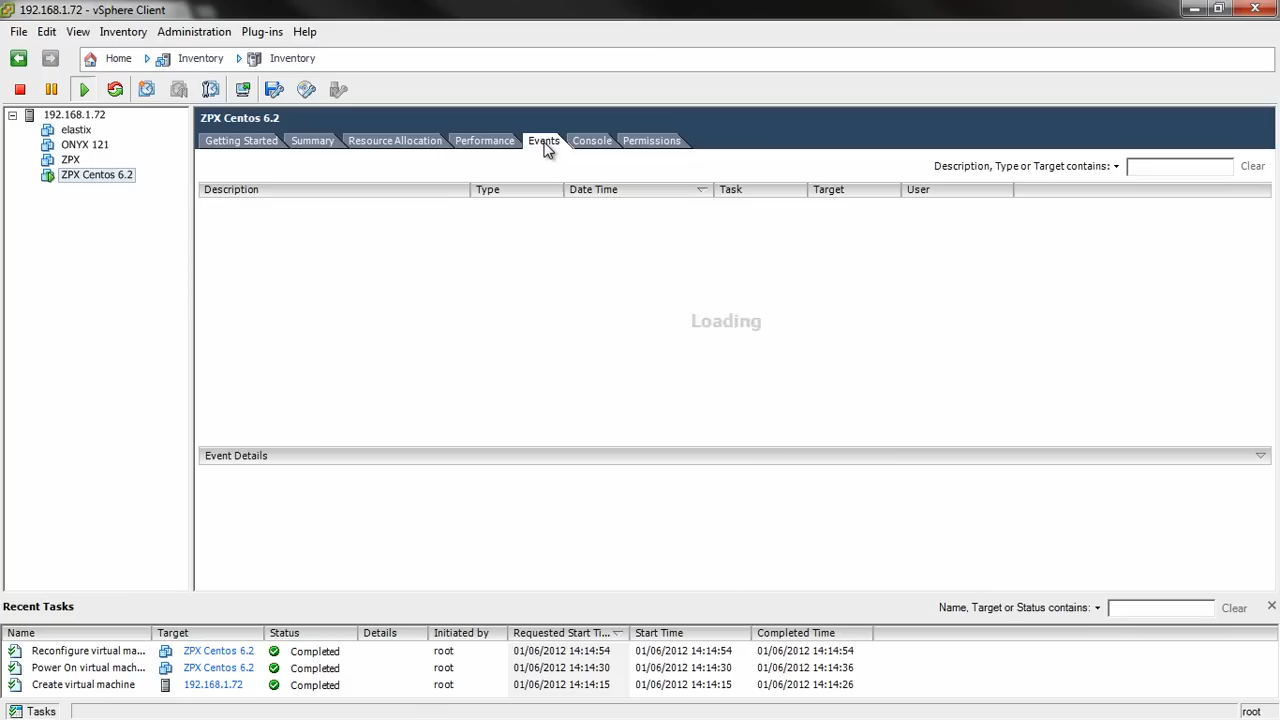 192.168.1.72 - vSphere Client
File Edit View Inventory Administration Plug-ins Help
Home Inventory Inventory
192.168.1.72
elastix
ONYX 121
ZPX
ZPX Centos 6.2
ZPX Centos 6.2
Getting Started Summary Resource Allocation Performance Events Console Permissions
Description, Type or Target contains: Clear
Description Type Date Time Task Target User
Loading
Event Details
Recent Tasks
Name, Target or Status contains: Clear
Name Target Status Details Initiated by Requested Start Ti... Start Time Completed Time
Reconfigure virtual ma... ZPX Centos 6.2 Completed root 01/06/2012 14:14:54 01/06/2012 14:14:54 01/06/2012 14:14:54
Power On virtual mach... ZPX Centos 6.2 Completed root 01/06/2012 14:14:30 01/06/2012 14:14:30 01/06/2012 14:14:36
Create virtual machine 192.168.1.72 Completed root 01/06/2012 14:14:15 01/06/2012 14:14:15 01/06/2012 14:14:26
Tasks root